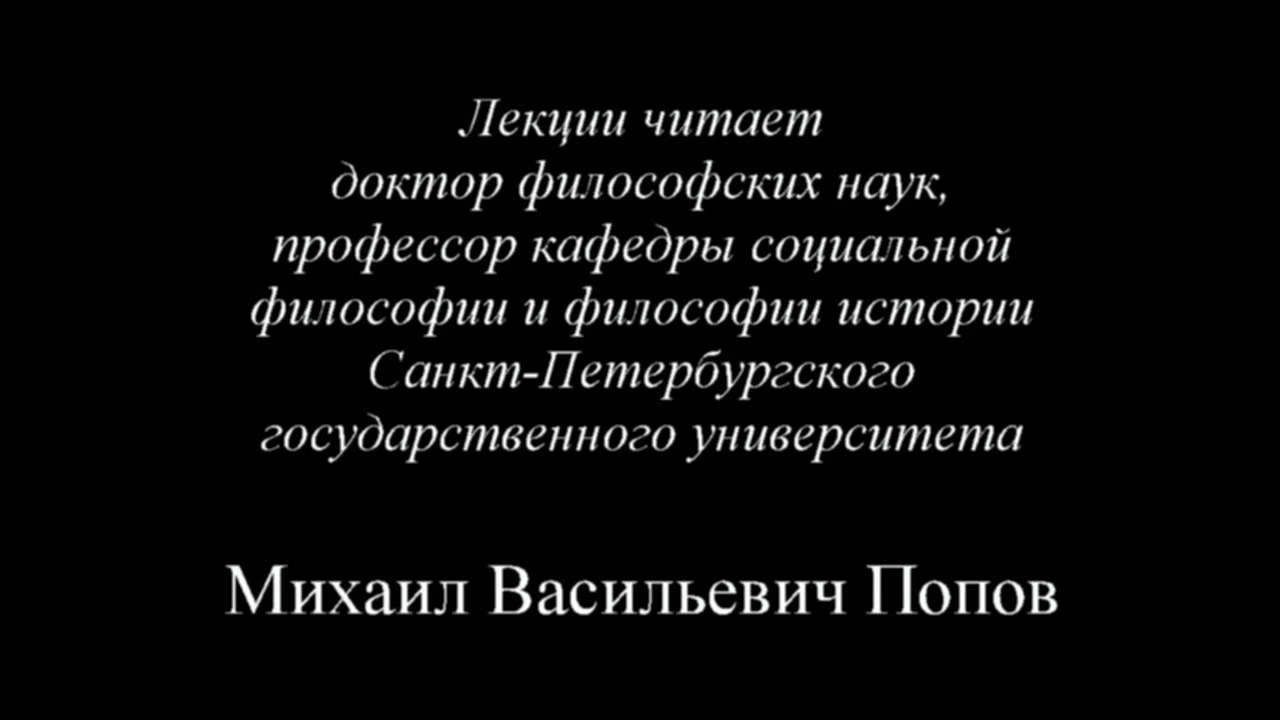 Лекции читает
доктор философских наук,
профессор кафедры социальной
философии и философии истории
Санкт-Петербургского
государственного университета
Михаил Васильевич Попов